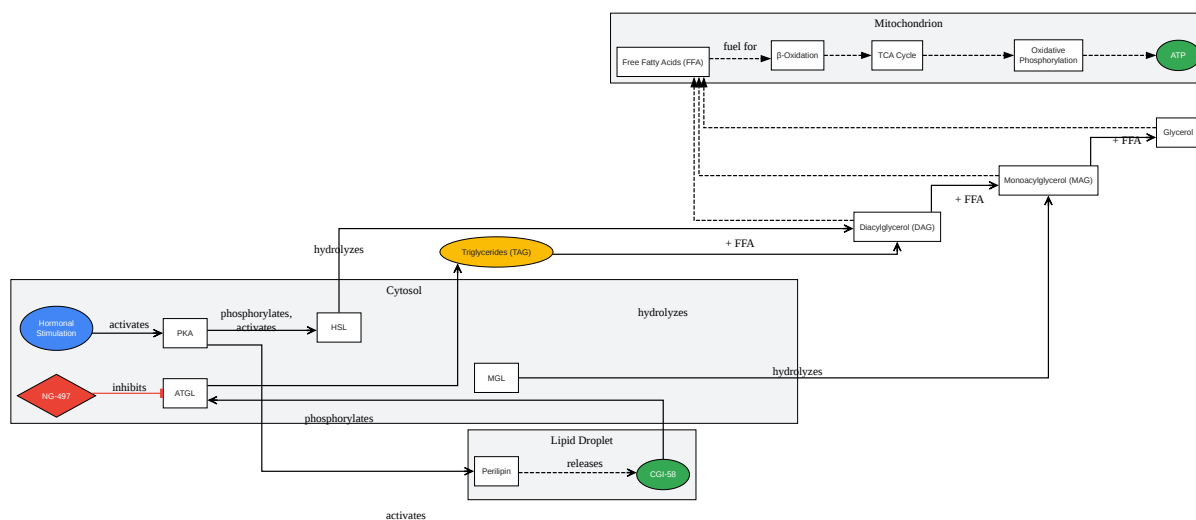 Mitochondrion
fuel for
Free Fatty Acids (FFA)
β-Oxidation
TCA Cycle
Oxidative
Phosphorylation
ATP
Glycerol
+ FFA
Monoacylglycerol (MAG)
+ FFA
Diacylglycerol (DAG)
+ FFA
hydrolyzes
Triglycerides (TAG)
Cytosol
Hormonal
Stimulation
activates
PKA
phosphorylates,
activates
HSL
hydrolyzes
NG-497
inhibits
ATGL
MGL
hydrolyzes
phosphorylates
Lipid Droplet
Perilipin
releases
CGI-58
activates